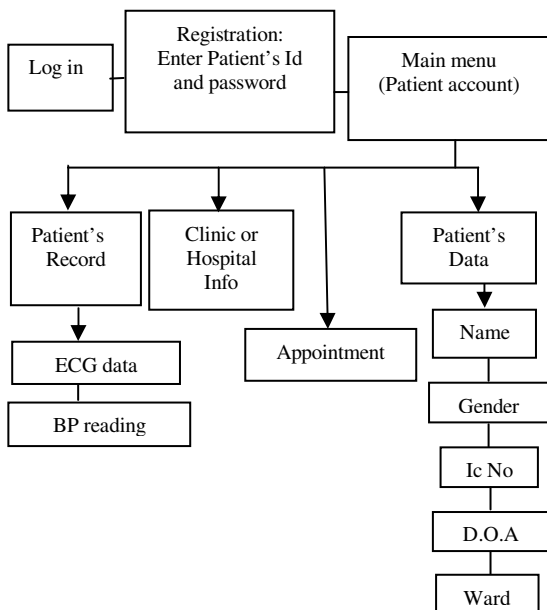 Log in
Registration:
Enter Patient's Id
and password
Main menu
(Patient account)
Patient's
Record
Clinic or
Hospital
Info
Appointment
Patient's
Data
ECG data
BP reading
Name
Gender
Ic No
D.O.A
Ward